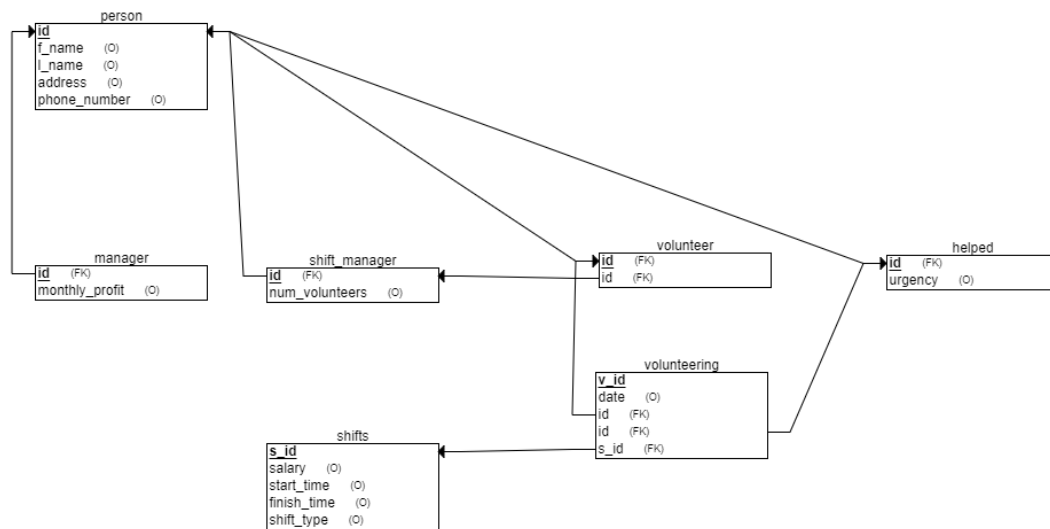 person
id
f_name (O)
l_name (O)
address (O)
phone_number (O)
manager
id (FK)
monthly_profit (O)
shift_manager
id (FK)
num_volunteers (O)
volunteer
id (FK)
id (FK)
helped
id (FK)
urgency (O)
volunteering
v_id
date (O)
id (FK)
id (FK)
s_id (FK)
shifts
s_id
salary (O)
start_time (O)
finish_time (O)
shift_type (O)